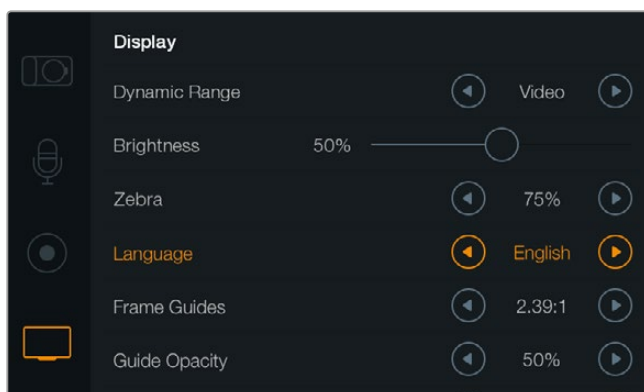 Display
Dynamic Range Video
Brightness 50%
Zebra 75%
Language English
Frame Guides 2.39:1
Guide Opacity 50%